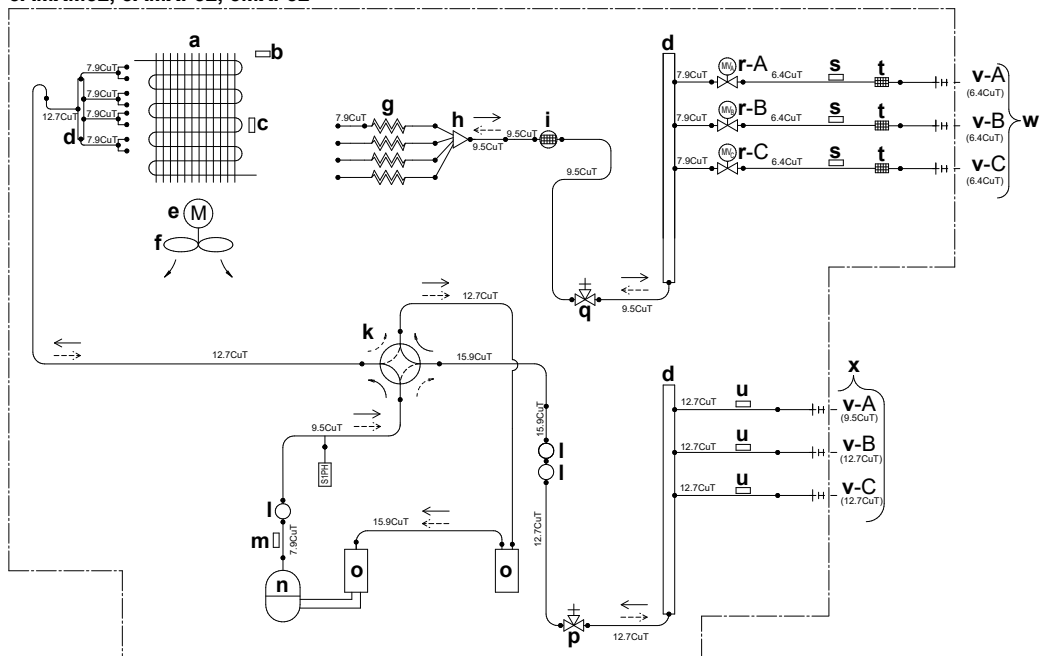 a
b
c
d
7.9CuT
7.9CuT
7.9CuT
7.9CuT
12.7CuT
e
M
f
g
7.9CuT
h
9.5CuT
9.5CuT
i
9.5CuT
d
7.9CuT
r-A
6.4CuT
s
t
v-A
(6.4CuT)
7.9CuT
r-B
6.4CuT
s
t
v-B
(6.4CuT)
w
7.9CuT
r-C
6.4CuT
s
t
v-C
(6.4CuT)
q
9.5CuT
12.7CuT
k
12.7CuT
15.9CuT
9.5CuT
S1PH
15.9CuT
l
l
l
m
7.9CuT
n
15.9CuT
o
o
12.7CuT
p
12.7CuT
d
x
12.7CuT
u
v-A
(9.5CuT)
12.7CuT
u
v-B
(12.7CuT)
12.7CuT
u
v-C
(12.7CuT)